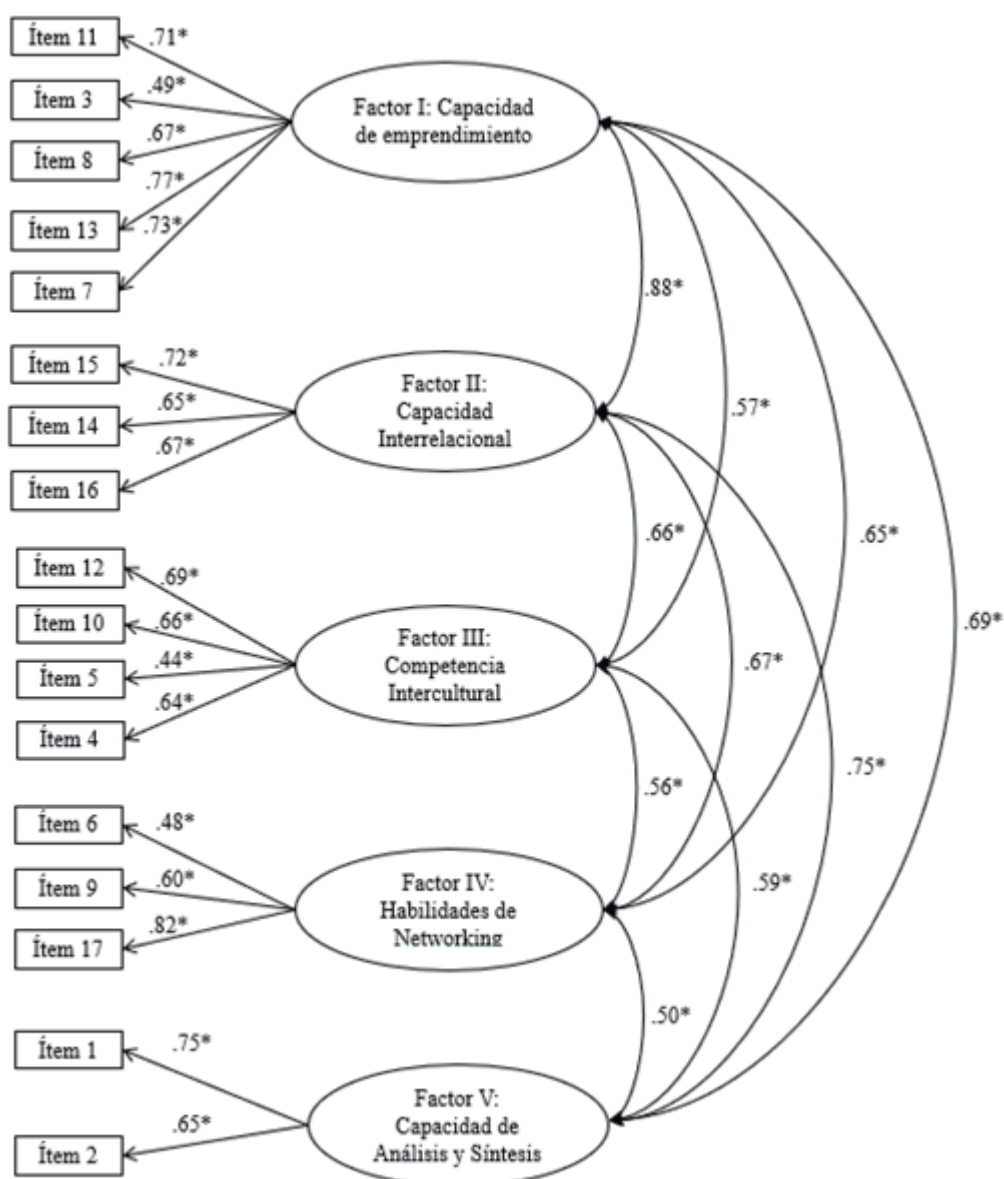 Ítem 11
.71*
Ítem 3
.49*
Ítem 8
.67*
Ítem 13
.77*
Ítem 7
.73*
Factor I: Capacidad
de emprendimiento
Ítem 15
.72*
Ítem 14
.65*
Ítem 16
.67*
Factor II:
Capacidad
Interrelacional
Ítem 12
.69*
Ítem 10
.66*
Ítem 5
.44*
Ítem 4
.64*
Factor III:
Competencia
Intercultural
Ítem 6
.48*
Ítem 9
.60*
Ítem 17
.82*
Factor IV:
Habilidades de
Networking
Ítem 1
.75*
Ítem 2
.65*
Factor V:
Capacidad de
Análisis y Síntesis
.88*
.57*
.66*
.65*
.69*
.67*
.75*
.56*
.59*
.50*